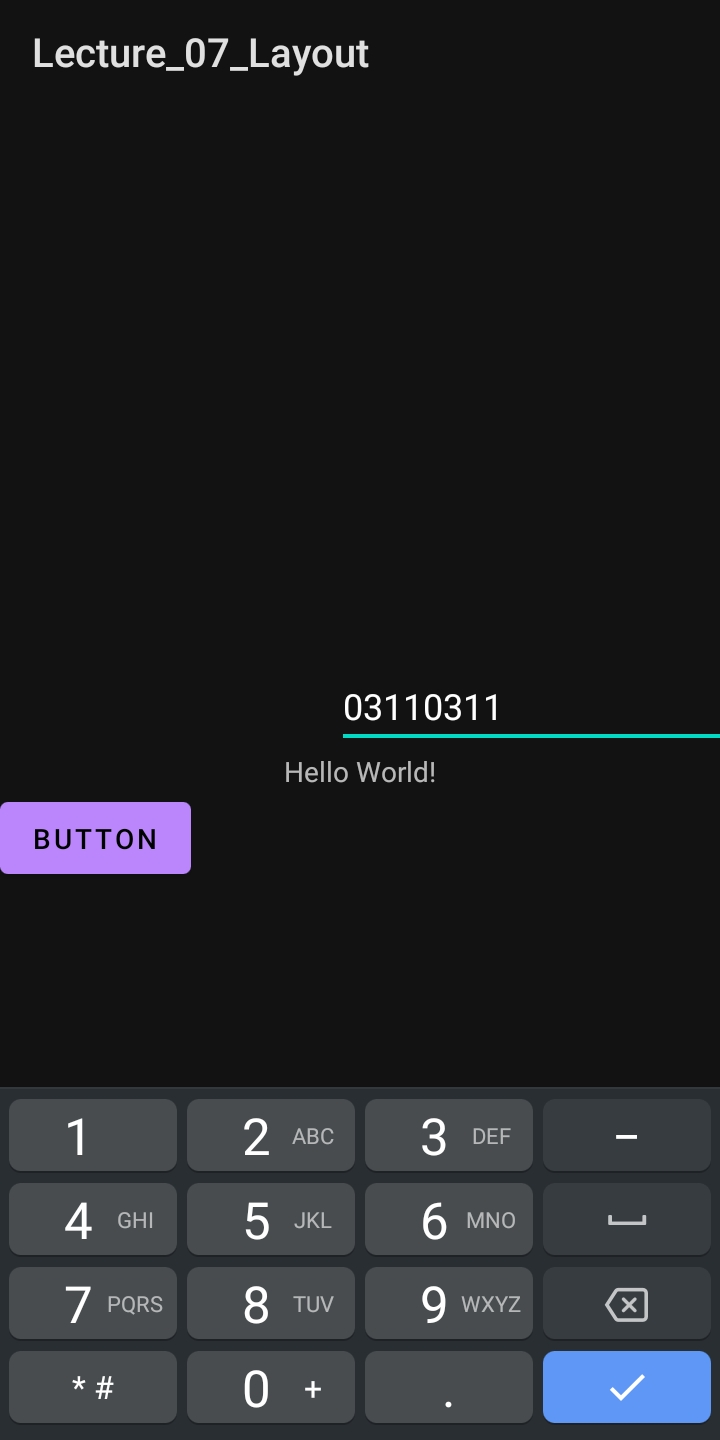 Lecture_07_Layout
03110311
Hello World!
BUTTON
1 2 ABC 3 DEF –
4 GHI 5 JKL 6 MNO
7 PQRS 8 TUV 9 WXYZ
* # 0 + .